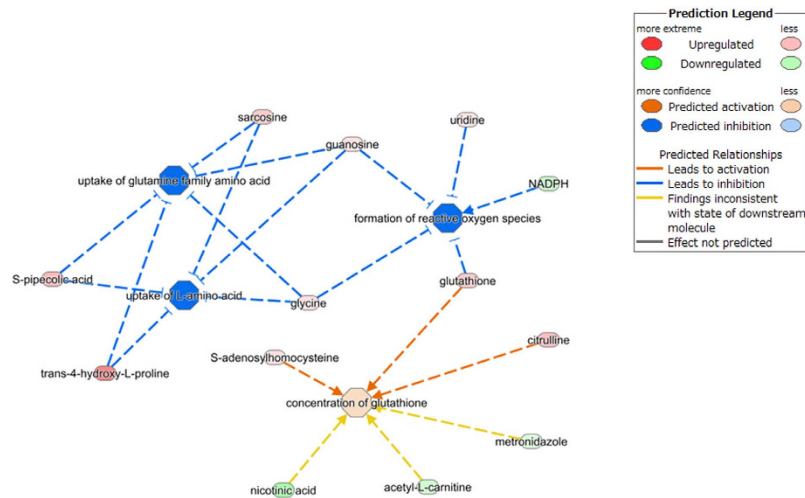 Prediction Legend
more extreme less
Upregulated
Downregulated
more confidence less
Predicted activation
Predicted inhibition
Predicted Relationships
Leads to activation
Leads to inhibition
Findings inconsistent
with state of downstream
molecule
Effect not predicted
sarcosine
guanosine
uridine
uptake of glutamine family amino acid
NADPH
formation of reactive oxygen species
S-pipecolic-acid
uptake of L-amino-acid
glycine
glutathione
S-adenosylhomocysteine
citrulline
trans-4-hydroxy-L-proline
concentration of glutathione
metronidazole
nicotinic acid
acetyl-L-carnitine